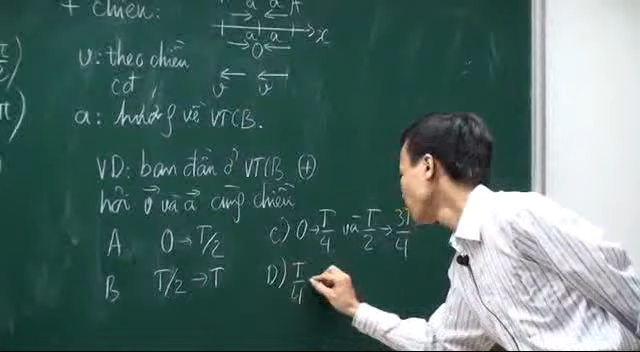 + chiều:
a a A
a a x
O
v: theo chiều
cđ
v v
a: hướng về VTCB.
VD: ban đầu ở VTCB (+)
hỏi v⃗ và a⃗ cùng chiều
A 0 → T/2 C) 0 → T/4 và T/2 → 3T/4
B T/2 → T D) T/4